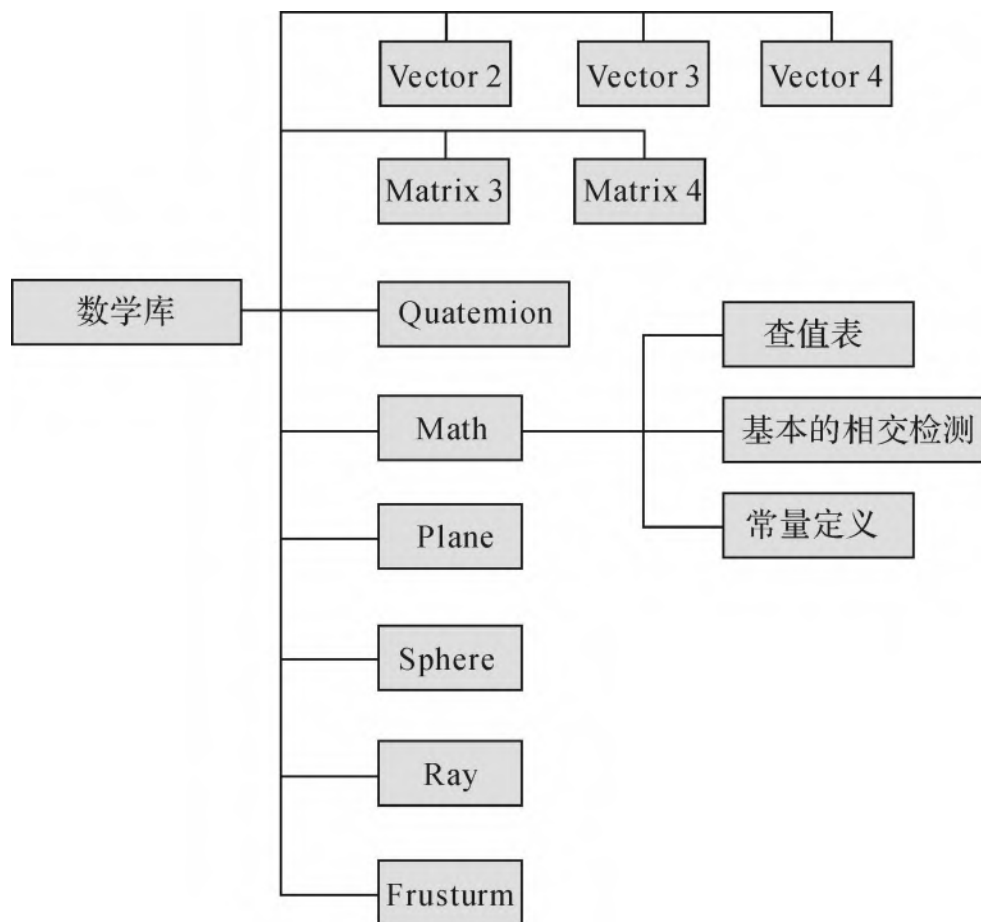 Vector 2
Vector 3
Vector 4
Matrix 3
Matrix 4
数学库
Quatemion
Math
查值表
基本的相交检测
常量定义
Plane
Sphere
Ray
Frusturm